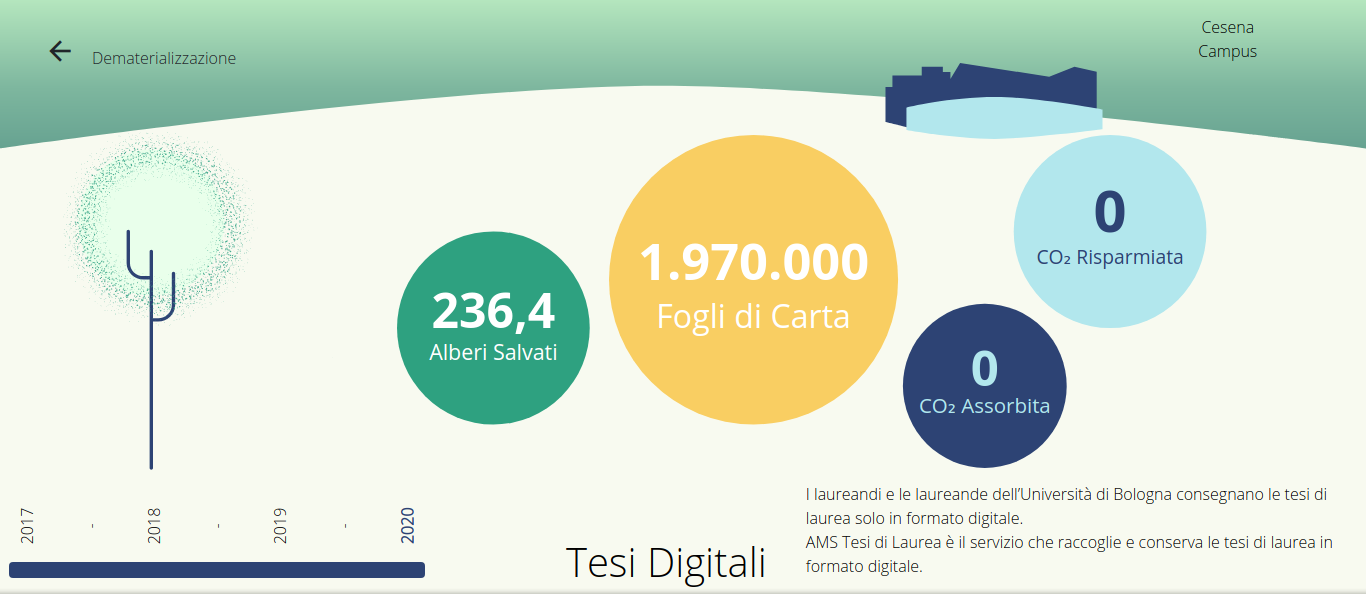 Dematerializzazione
Cesena
Campus
236,4
Alberi Salvati
1.970.000
Fogli di Carta
0
CO₂ Risparmiata
0
CO₂ Assorbita
2017
-
2018
-
2019
-
2020
Tesi Digitali
I laureandi e le laureande dell’Università di Bologna consegnano le tesi di
laurea solo in formato digitale.
AMS Tesi di Laurea è il servizio che raccoglie e conserva le tesi di laurea in
formato digitale.